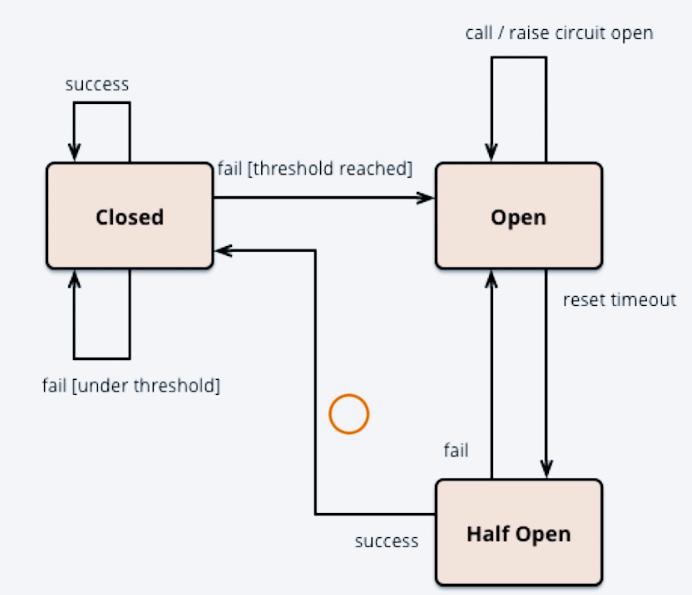 call / raise circuit open
success
fail [threshold reached]
Closed
Open
reset timeout
fail [under threshold]
fail
Half Open
success